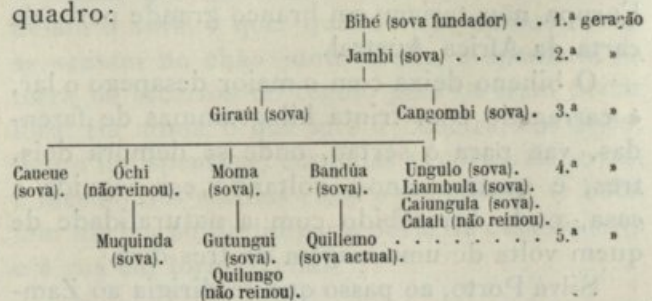 quadro:
Bihé (sova fundador) . . 1.ª geração
Jambi (sova) . . . 2.ª »
Giraúl (sova) Cangombi (sova). 3.ª »
Caueue Óchi Moma Bandúa Ungulo (sova). 4.ª »
(sova). (nãoreinou). (sova). (sova). Liambula (sova).
Caiungula (sova).
Calali (não reinou).
Muquinda Gutungui Quillemo . . . . . . . 5.ª »
(sova). (sova). (sova actual).
Quilungo
(não reinou).